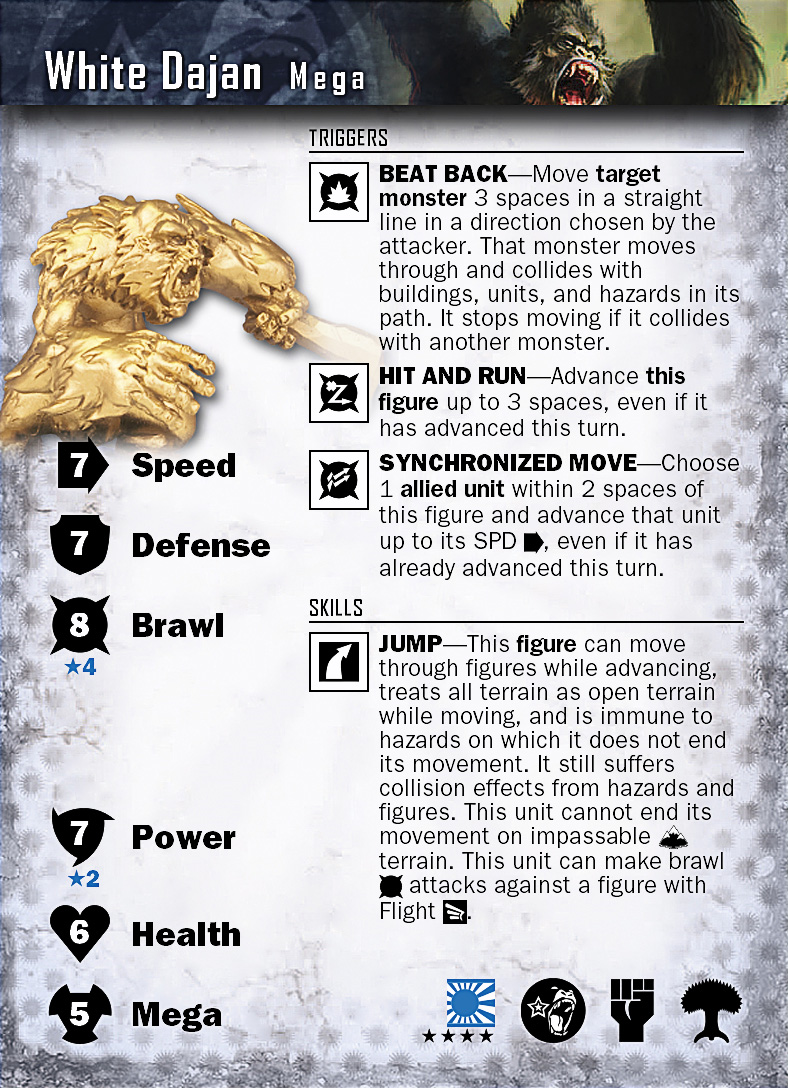 White Dajan Mega
TRIGGERS
BEAT BACK—Move target
monster 3 spaces in a straight
line in a direction chosen by the
attacker. That monster moves
through and collides with
buildings, units, and hazards in its
path. It stops moving if it collides
with another monster.
HIT AND RUN—Advance this
figure up to 3 spaces, even if it
has advanced this turn.
SYNCHRONIZED MOVE—Choose
1 allied unit within 2 spaces of
this figure and advance that unit
up to its SPD , even if it has
already advanced this turn.
SKILLS
JUMP—This figure can move
through figures while advancing,
treats all terrain as open terrain
while moving, and is immune to
hazards on which it does not end
its movement. It still suffers
collision effects from hazards and
figures. This unit cannot end its
movement on impassable
terrain. This unit can make brawl
attacks against a figure with
Flight .
7 Speed
7 Defense
8 Brawl
★4
7 Power
★2
6 Health
5 Mega
★★★★